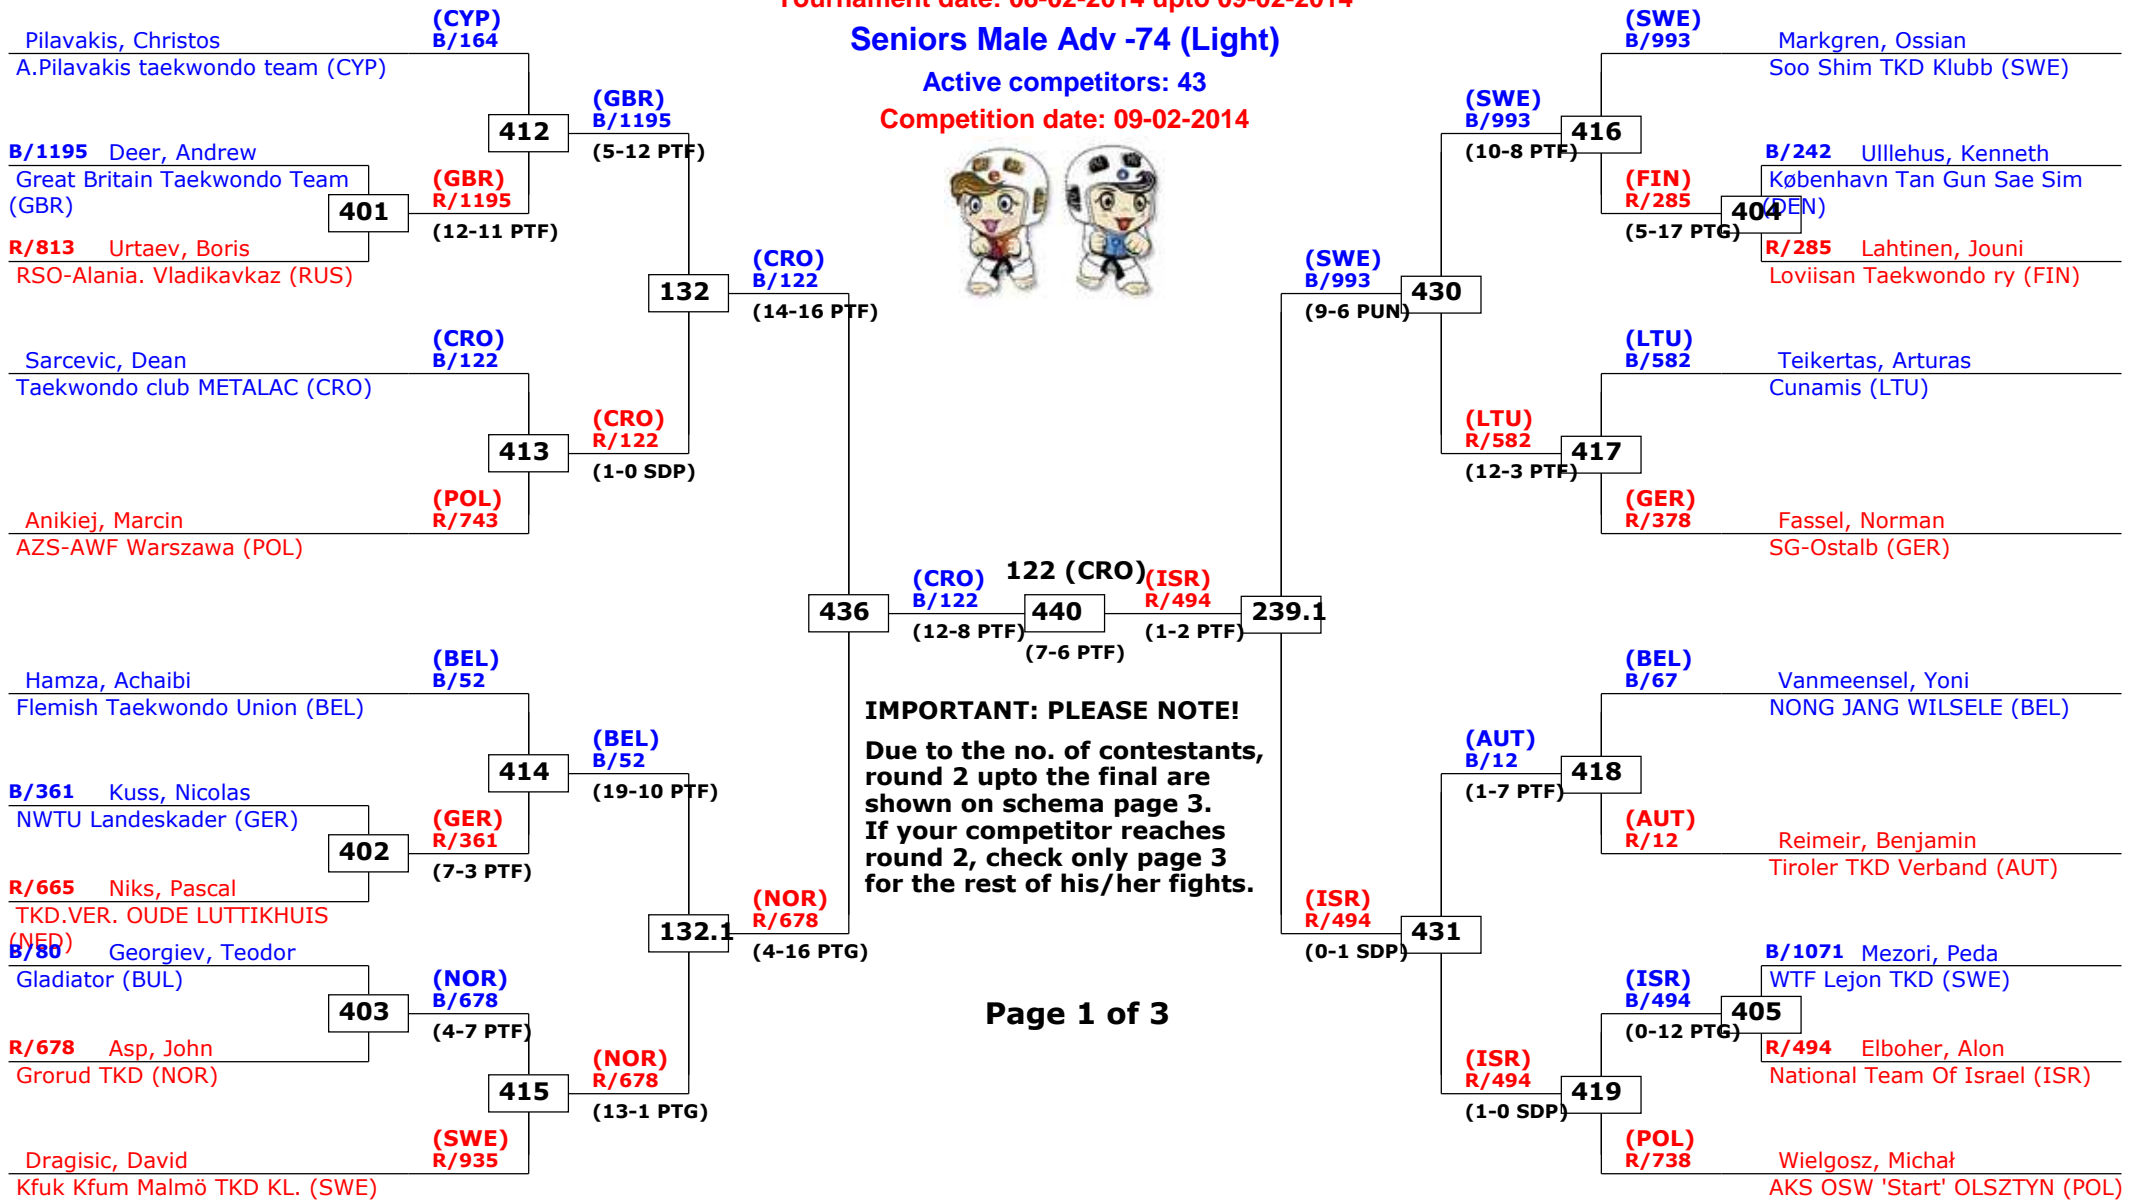 Tournament date: 08-02-2014 upto 09-02-2014
Seniors Male Adv -74 (Light)
Active competitors: 43
Competition date: 09-02-2014
(CYP)
Pilavakis, Christos B/164
A.Pilavakis taekwondo team (CYP)
(GBR)
B/1195
412
(5-12 PTF)
B/1195 Deer, Andrew
Great Britain Taekwondo Team
(GBR)
(GBR)
R/1195
401
(12-11 PTF)
R/813 Urtaev, Boris
RSO-Alania. Vladikavkaz (RUS)
(CRO)
B/122
132
(14-16 PTF)
(CRO)
Sarcevic, Dean B/122
Taekwondo club METALAC (CRO)
(CRO)
R/122
413
(1-0 SDP)
(POL)
Anikiej, Marcin R/743
AZS-AWF Warszawa (POL)
122 (CRO)
(CRO)
B/122
436
440
(12-8 PTF)
(7-6 PTF)
(ISR)
R/494
239.1
(1-2 PTF)
(BEL)
Hamza, Achaibi B/52
Flemish Taekwondo Union (BEL)
(BEL)
B/52
414
(19-10 PTF)
B/361 Kuss, Nicolas
NWTU Landeskader (GER)
(GER)
R/361
402
(7-3 PTF)
R/665 Niks, Pascal
TKD.VER. OUDE LUTTIKHUIS
(NED)
(NOR)
R/678
132.1
(4-16 PTG)
B/80 Georgiev, Teodor
Gladiator (BUL)
(NOR)
B/678
403
(4-7 PTF)
R/678 Asp, John
Grorud TKD (NOR)
(NOR)
R/678
415
(13-1 PTG)
(SWE)
Dragisic, David R/935
Kfuk Kfum Malmö TKD KL. (SWE)
IMPORTANT: PLEASE NOTE!
Due to the no. of contestants,
round 2 upto the final are
shown on schema page 3.
If your competitor reaches
round 2, check only page 3
for the rest of his/her fights.
Page 1 of 3
(SWE)
B/993 Markgren, Ossian
Soo Shim TKD Klubb (SWE)
(SWE)
B/993
416
(10-8 PTF)
B/242 Ulllehus, Kenneth
København Tan Gun Sae Sim
(DEN)
(FIN)
R/285
404
(5-17 PTG)
R/285 Lahtinen, Jouni
Loviisan Taekwondo ry (FIN)
(SWE)
B/993
430
(9-6 PUN)
(LTU)
B/582 Teikertas, Arturas
Cunamis (LTU)
(LTU)
R/582
417
(12-3 PTF)
(GER)
R/378 Fassel, Norman
SG-Ostalb (GER)
(BEL)
B/67 Vanmeensel, Yoni
NONG JANG WILSELE (BEL)
(AUT)
B/12
418
(1-7 PTF)
(AUT)
R/12 Reimeir, Benjamin
Tiroler TKD Verband (AUT)
(ISR)
R/494
431
(0-1 SDP)
B/1071 Mezori, Peda
WTF Lejon TKD (SWE)
(ISR)
B/494
405
(0-12 PTG)
R/494 Elboher, Alon
National Team Of Israel (ISR)
(ISR)
R/494
419
(1-0 SDP)
(POL)
R/738 Wielgosz, Michał
AKS OSW 'Start' OLSZTYN (POL)